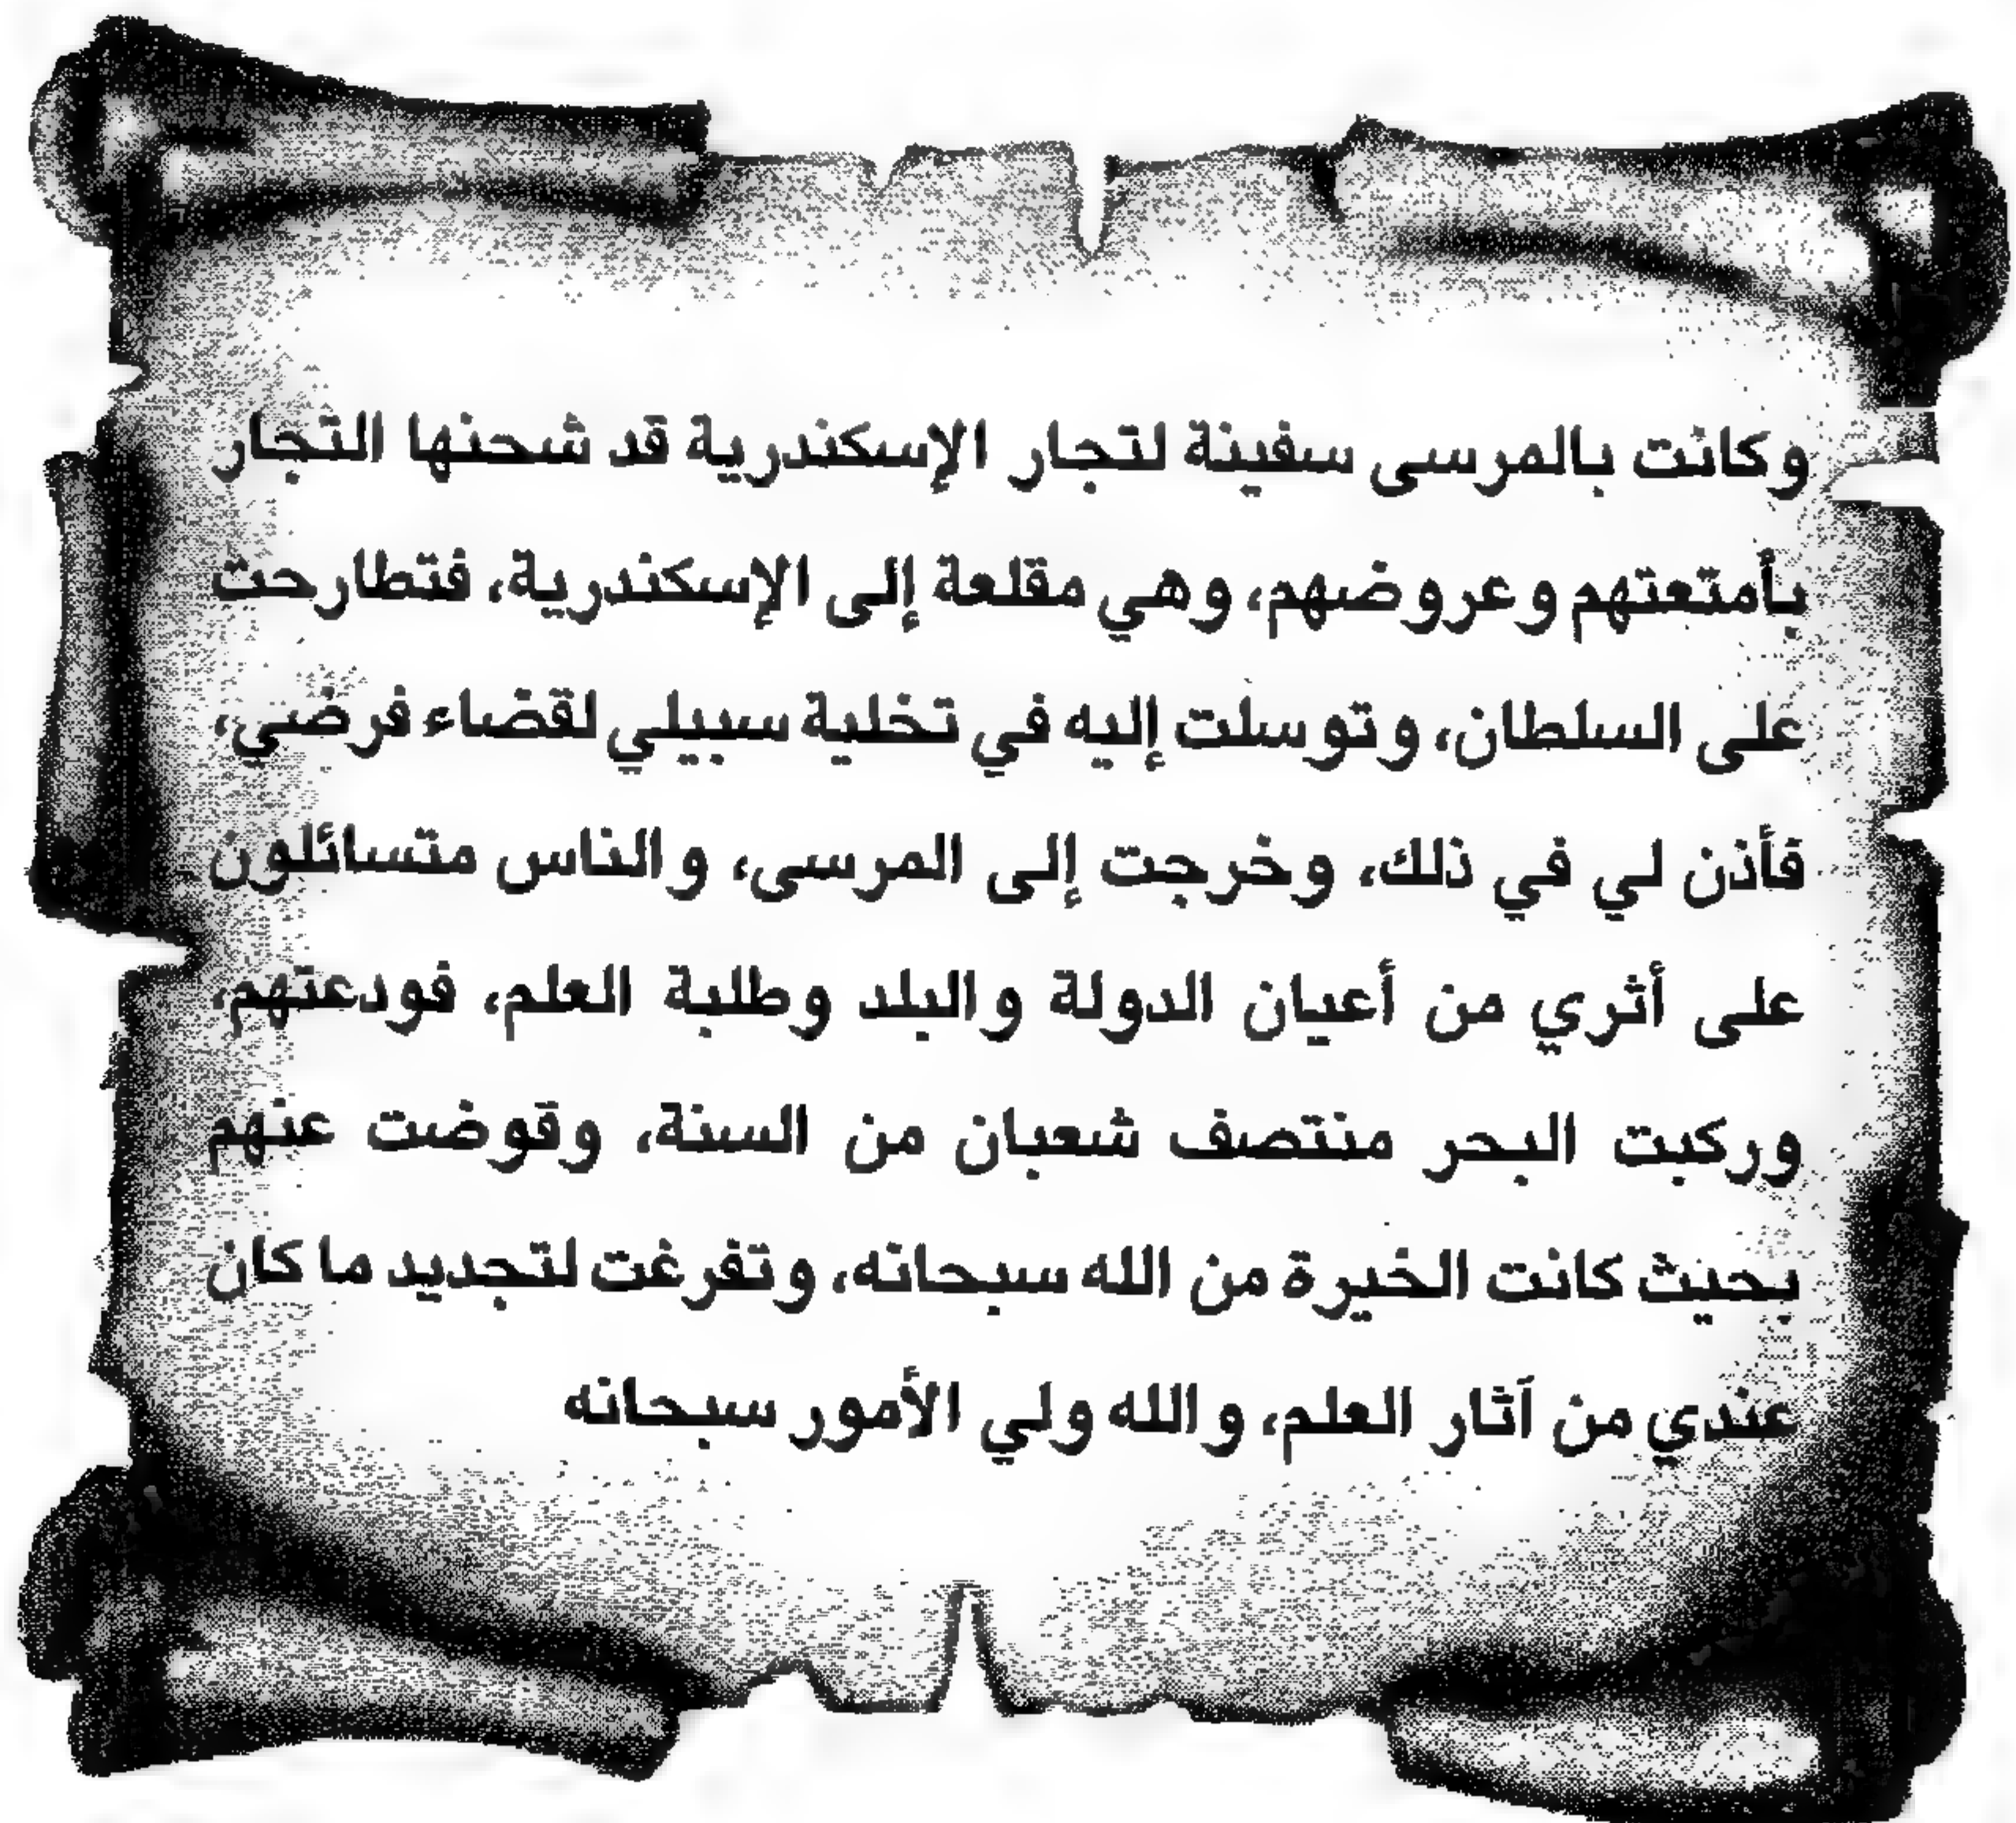 وكانت بالمرسى سفينة لتجار الإسكندرية قد شحنها التجار
بأمتعتهم وعروضهم، وهي مقلعة إلى الإسكندرية، فتطارحت
على السلطان، وتوسلت إليه في تخلية سبيلي لقضاء فرضي،
فأذن لي في ذلك، وخرجت إلى المرسى، والناس متسائلون
على أثري من أعيان الدولة والبلد وطلبة العلم، فودعتهم،
وركبت البحر منتصف شعبان من السنة، وقوضت عنهم
بحيث كانت الخيرة من الله سبحانه، وتفرغت لتجديد ما كان
عندي من آثار العلم، والله ولي الأمور سبحانه